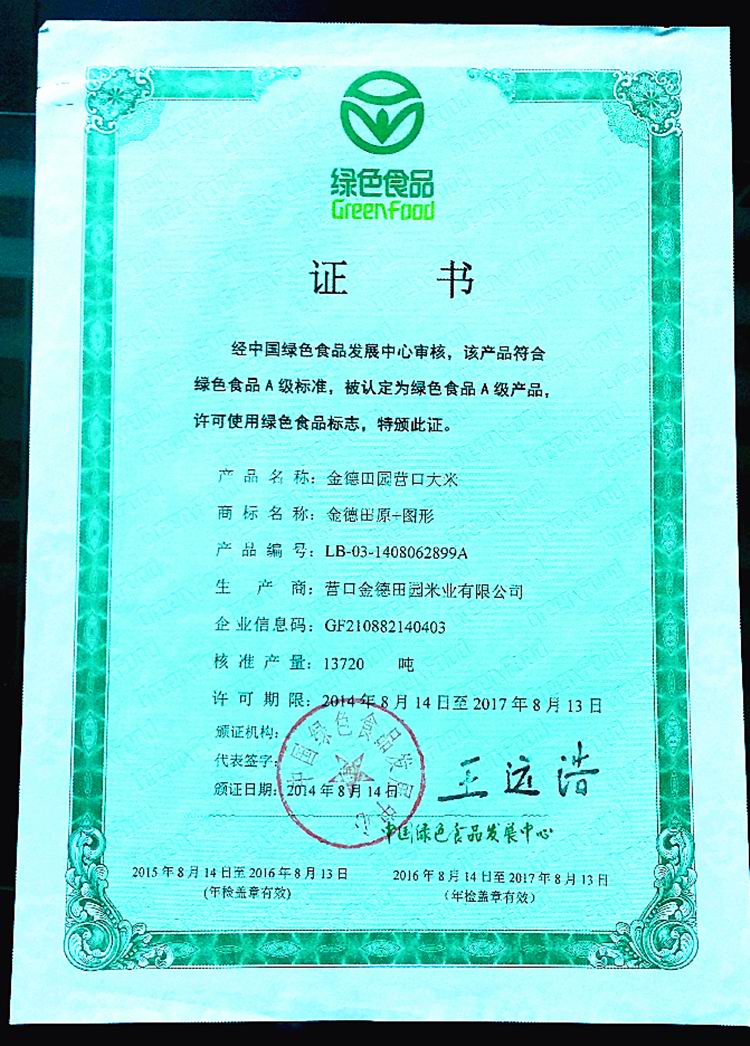 绿色食品
GreenFood
证 书
经中国绿色食品发展中心审核，该产品符合
绿色食品A级标准，被认定为绿色食品A级产品，
许可使用绿色食品标志，特颁此证。
产品名称：金德田园营口大米
商标名称：金德田原+图形
产品编号：LB-03-1408062899A
生产商：营口金德田园米业有限公司
企业信息码：GF210882140403
核准产量：13720 吨
许可期限：2014年8月14日至2017年8月13日
颁证机构：
代表签字：
王远浩
颁证日期：2014年8月14日
中国绿色食品发展中心
中国绿色食品发展中心
2015年8月14日至2016年8月13日
（年检盖章有效）
2016年8月14日至2017年8月13日
（年检盖章有效）